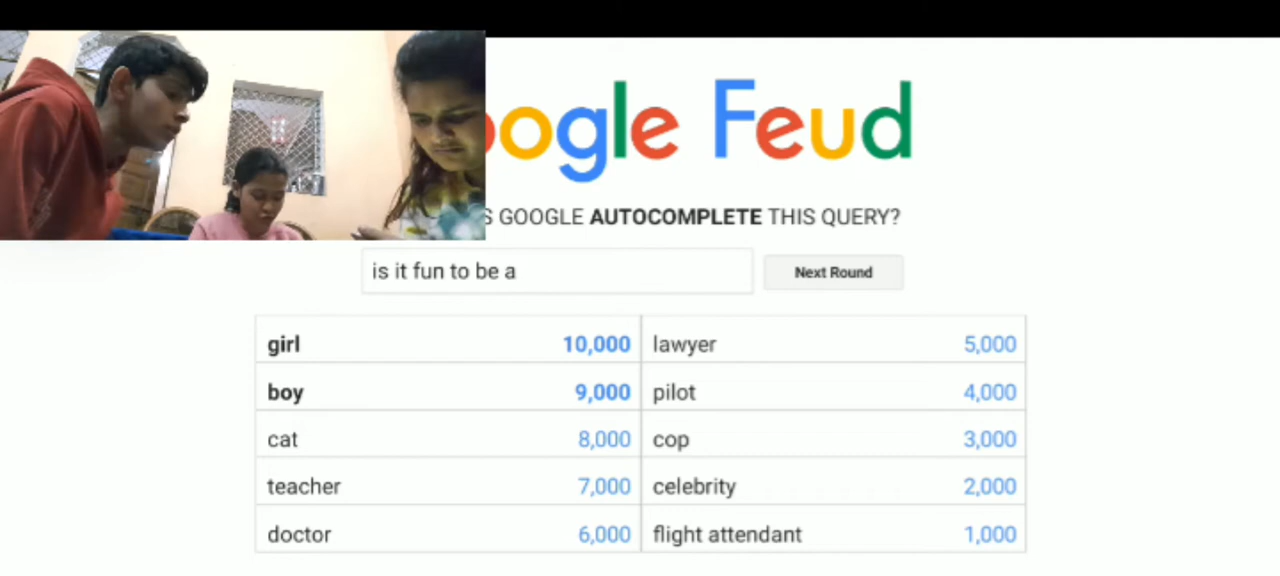 ogle Feud
S GOOGLE AUTOCOMPLETE THIS QUERY?
is it fun to be a
Next Round
girl 10,000
boy 9,000
cat 8,000
teacher 7,000
doctor 6,000
lawyer 5,000
pilot 4,000
cop 3,000
celebrity 2,000
flight attendant 1,000